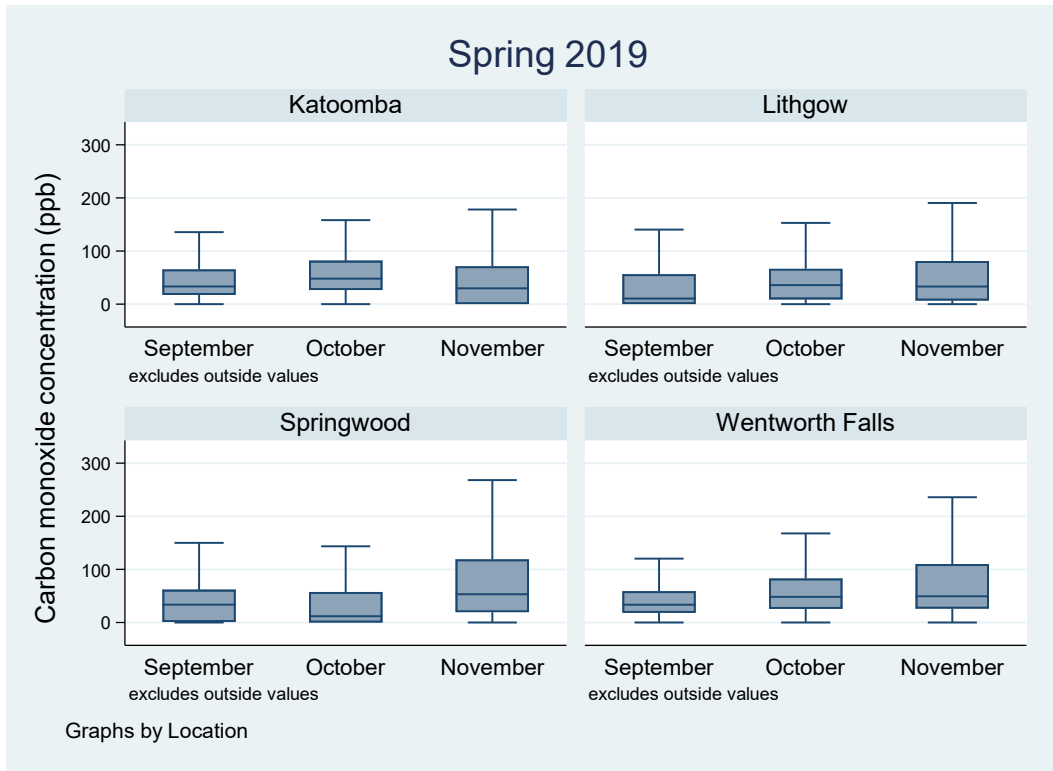 Spring 2019
Carbon monoxide concentration (ppb)
Katoomba
300
200
100
0
September October November
excludes outside values
Lithgow
September October November
excludes outside values
Springwood
300
200
100
0
September October November
excludes outside values
Wentworth Falls
September October November
excludes outside values
Graphs by Location